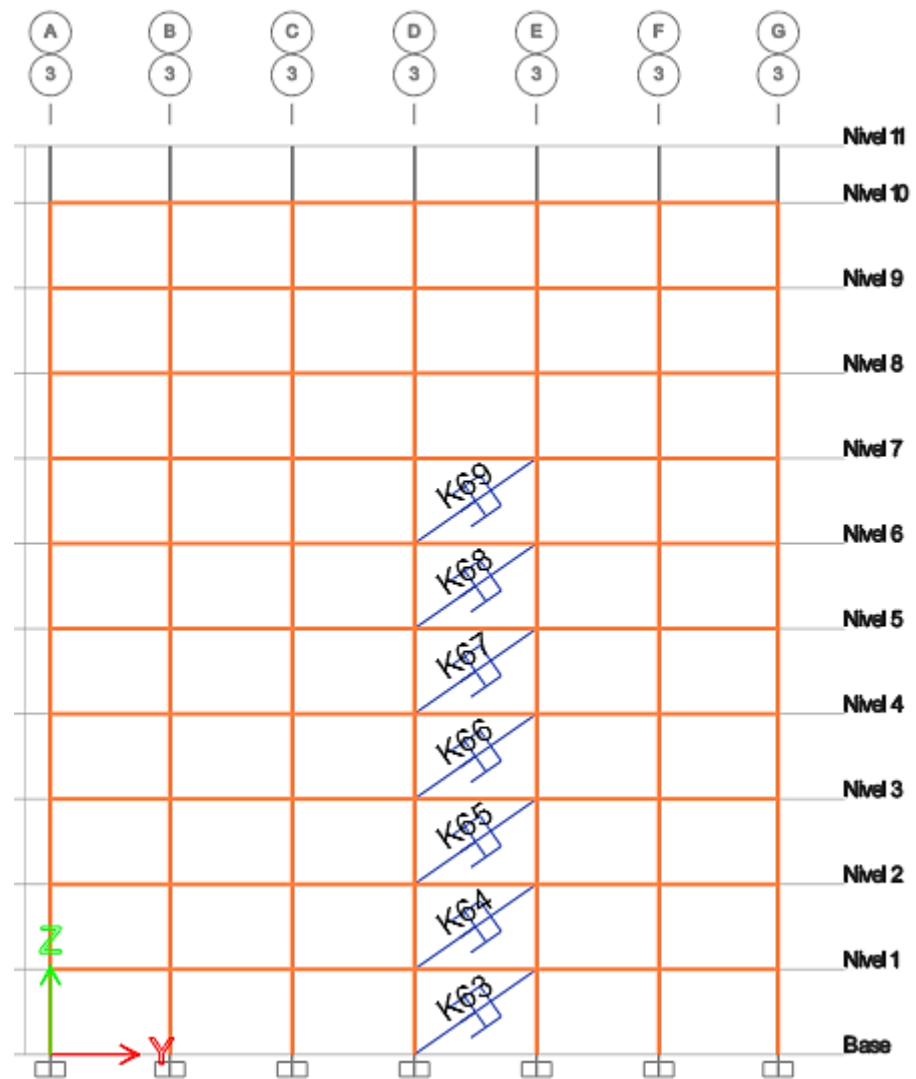 A B C D E F G
3 3 3 3 3 3 3
Nivel 11
Nivel 10
Nivel 9
Nivel 8
Nivel 7
K69
Nivel 6
K68
Nivel 5
K67
Nivel 4
K66
Nivel 3
K65
Nivel 2
K64
Z
Nivel 1
K63
Y
Base